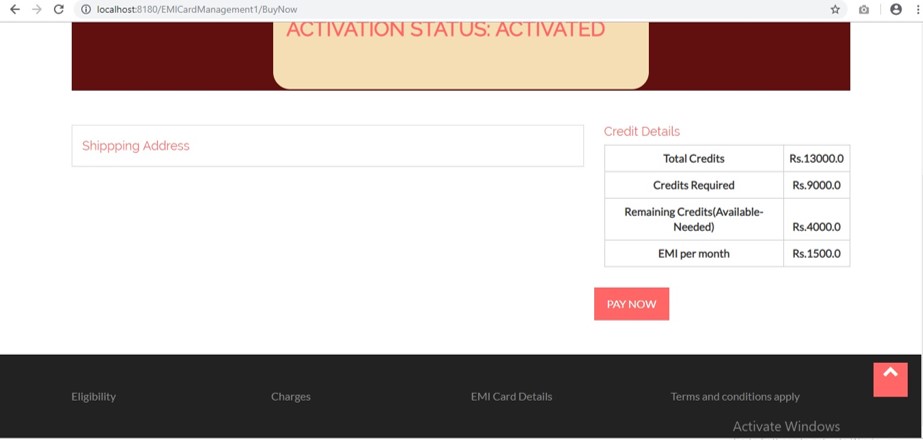 localhost:8180/EMICardManagement1/BuyNow
ACTIVATION STATUS: ACTIVATED
Shippping Address
Credit Details
Total Credits Rs.13000.0
Credits Required Rs.9000.0
Remaining Credits(Available-
Needed) Rs.4000.0
EMI per month Rs.1500.0
PAY NOW
Eligibility Charges EMI Card Details Terms and conditions apply
Activate Windows